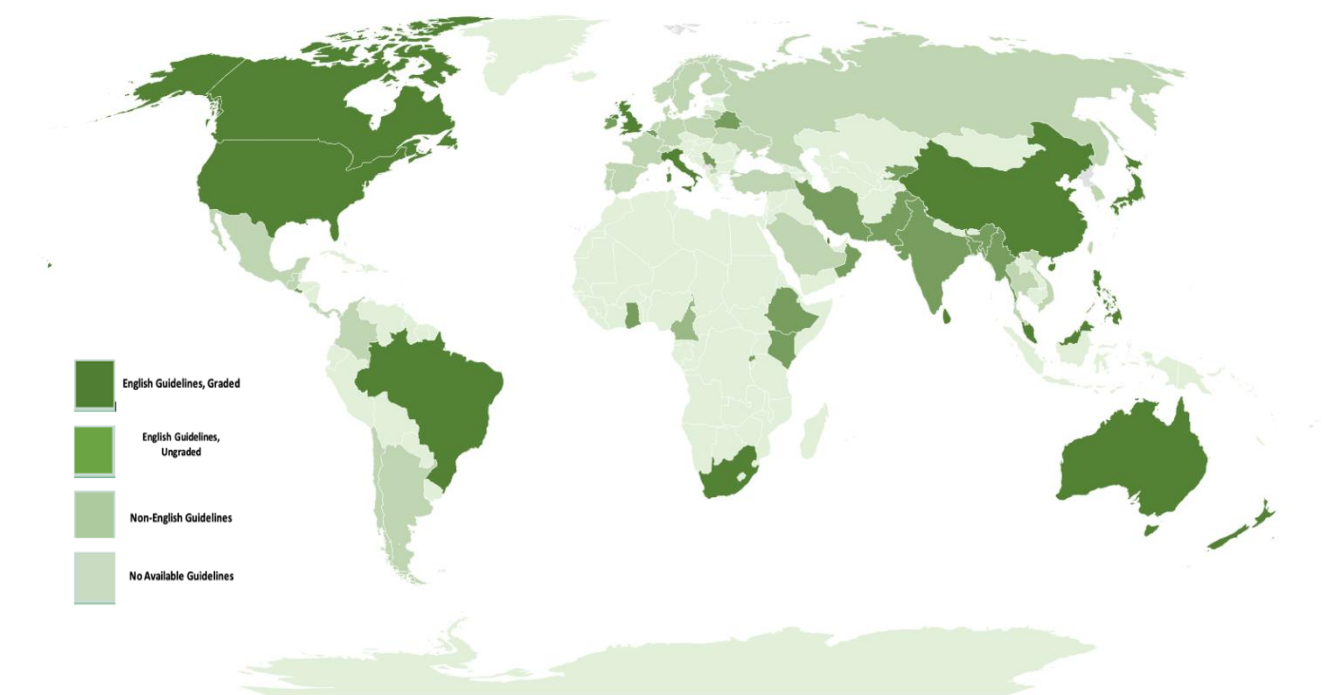 English Guidelines, Graded
English Guidelines,
Ungraded
Non-English Guidelines
No Available Guidelines